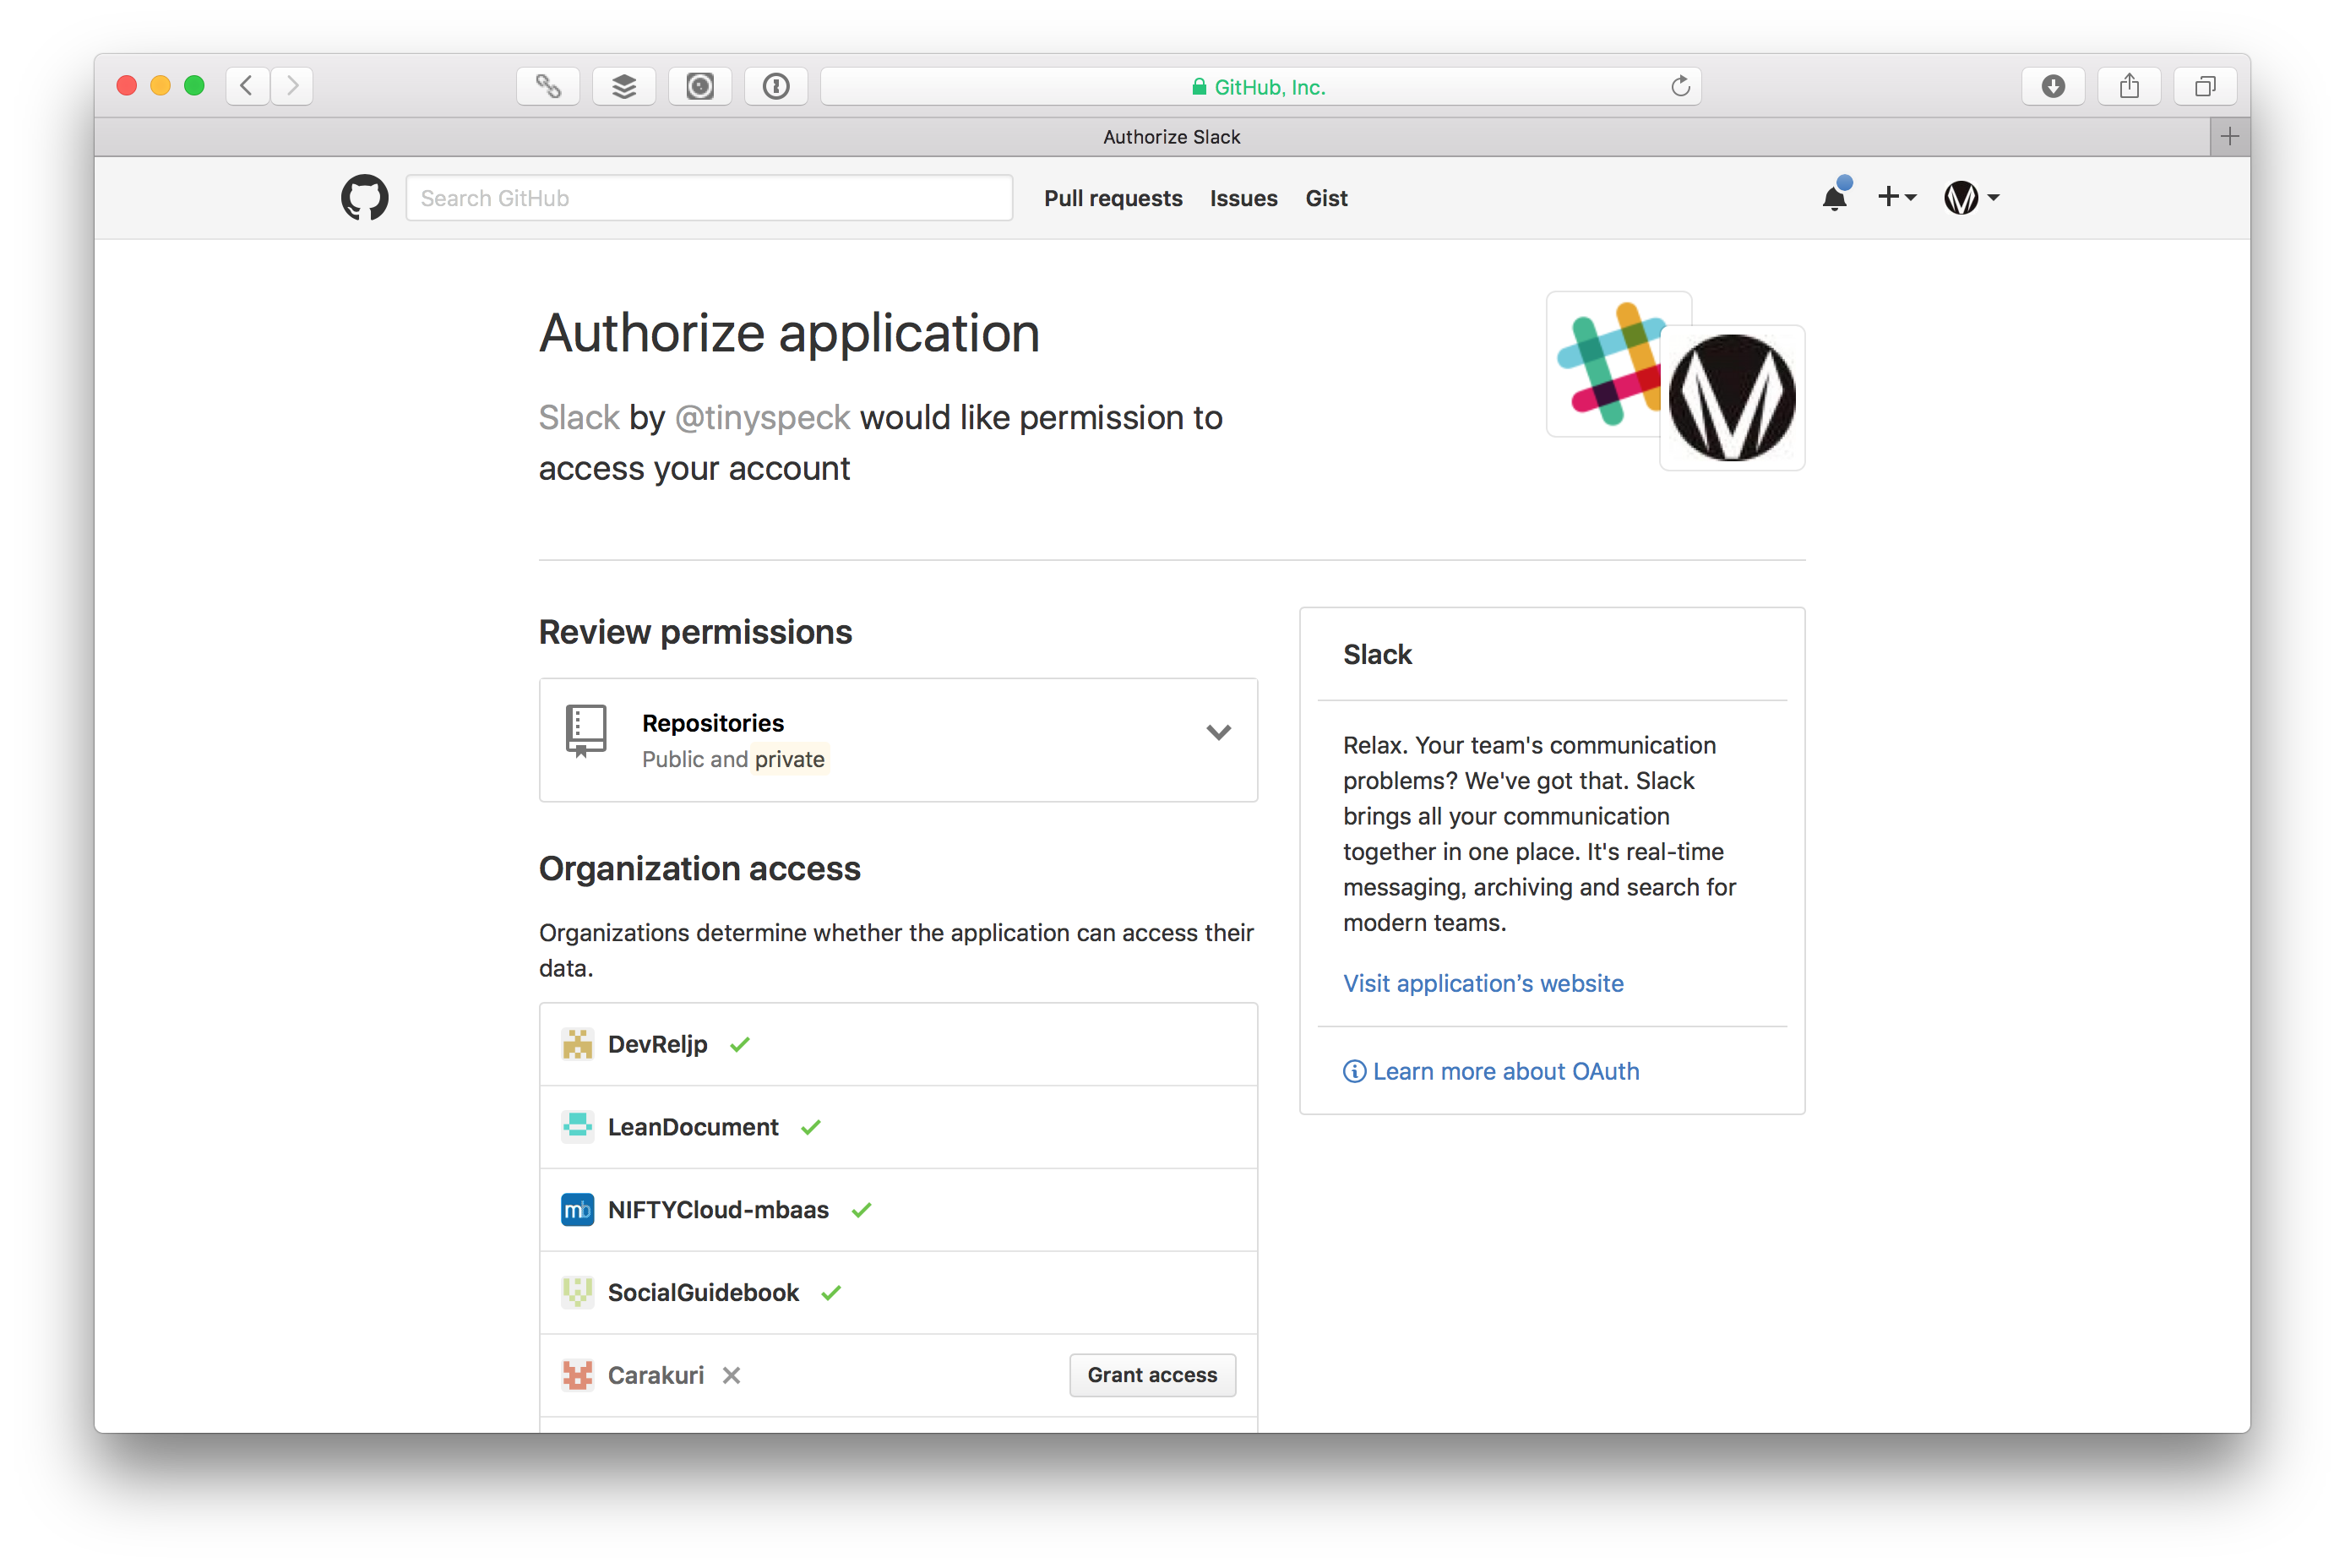 GitHub, Inc.
Authorize Slack
Search GitHub
Pull requests Issues Gist
Authorize application
Slack by @tinyspeck would like permission to
access your account
Review permissions
Repositories
Public and private
Organization access
Organizations determine whether the application can access their
data.
DevReljp
LeanDocument
mb NIFTYCloud-mbaas
SocialGuidebook
Carakuri
Grant access
Slack
Relax. Your team's communication
problems? We've got that. Slack
brings all your communication
together in one place. It's real-time
messaging, archiving and search for
modern teams.
Visit application’s website
Learn more about OAuth